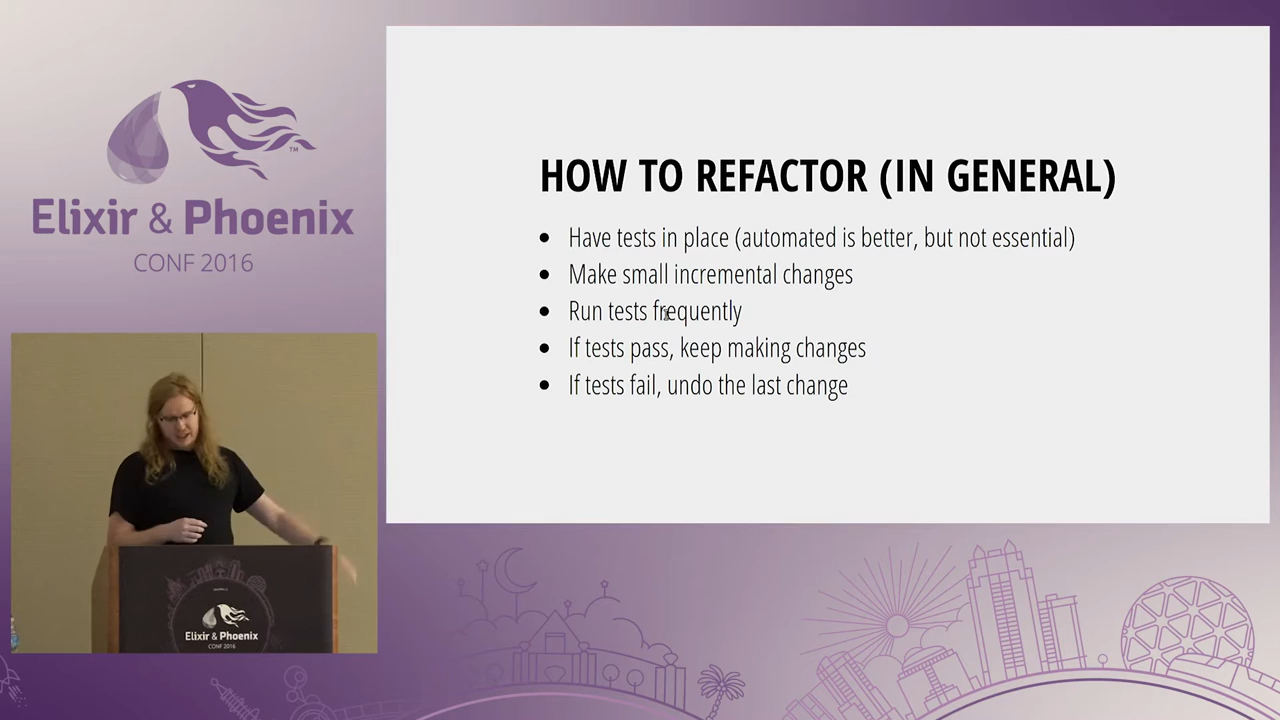 ™
Elixir & Phoenix
CONF 2016
HOW TO REFACTOR (IN GENERAL)
• Have tests in place (automated is better, but not essential)
• Make small incremental changes
• Run tests frequently
• If tests pass, keep making changes
• If tests fail, undo the last change
Elixir & Phoenix
CONF 2016